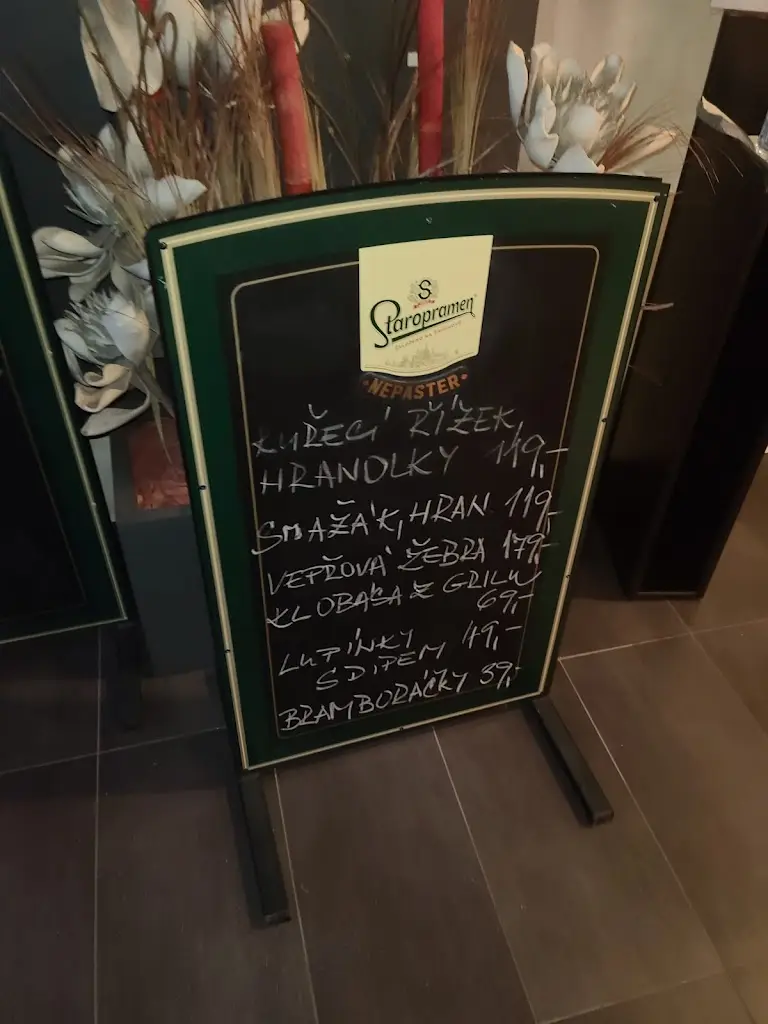 S
Staropramen
NEPASTER
KUŘECÍ ŘÍZEK,
HRANOLKY 149,-
SMAŽÁK, HRAN. 119,-
VEPŘOVÁ ŽEBRA 179,-
KLOBÁSA Z GRILU
69,-
LUPÍNKY 49,-
S DIPEM
BRAMBORÁČKY 39,-